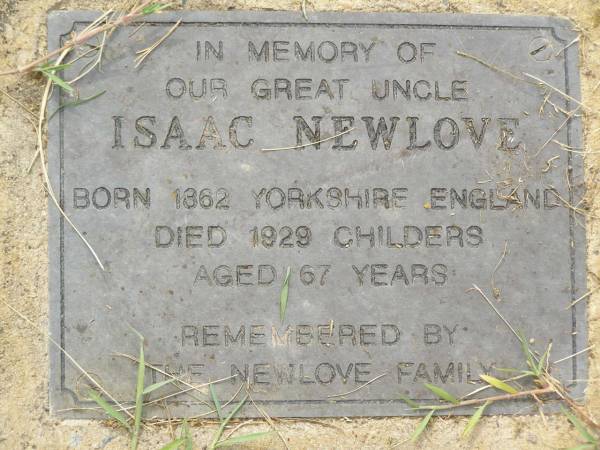 IN MEMORY OF
OUR GREAT UNCLE
ISAAC NEWLOVE
BORN 1862 YORKSHIRE ENGLAND
DIED 1929 CHILDERS
AGED 67 YEARS
REMEMBERED BY
THE NEWLOVE FAMILY